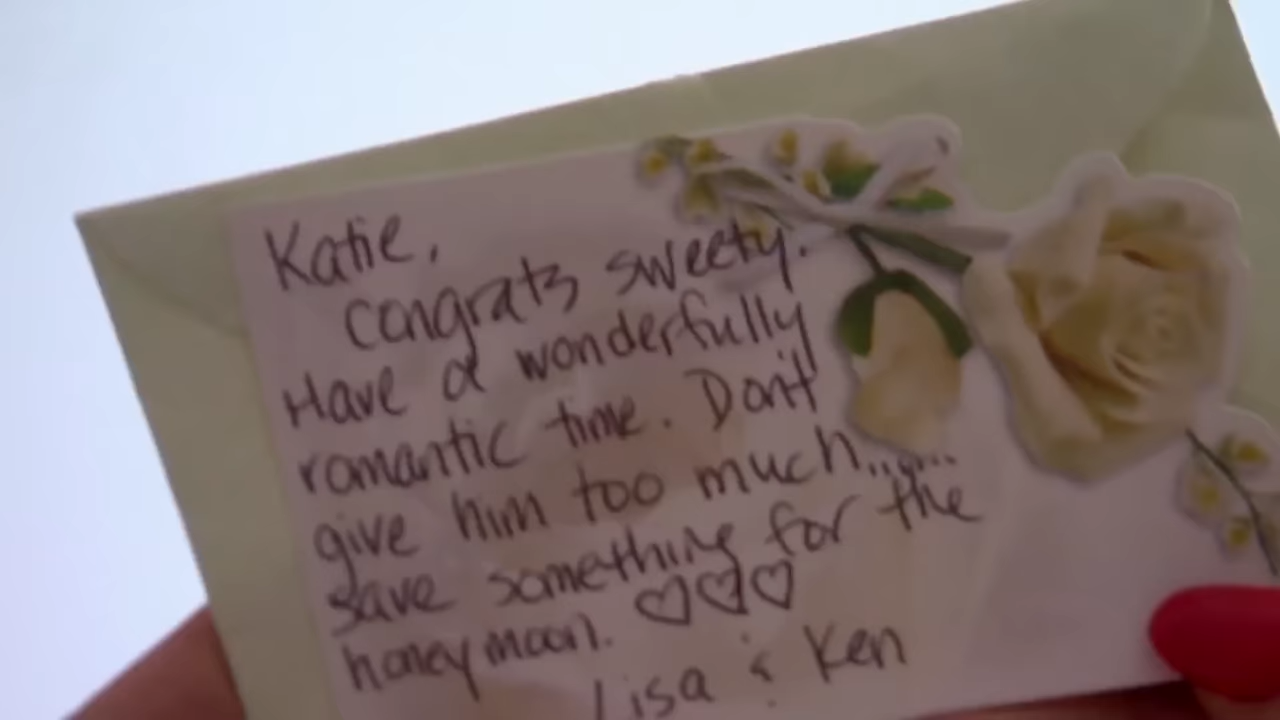 Katie,
congrats sweety.
Have a wonderfully
romantic time. Don't
give him too much.......
save something for the
honeymoon. ♡♡♡
Lisa & Ken